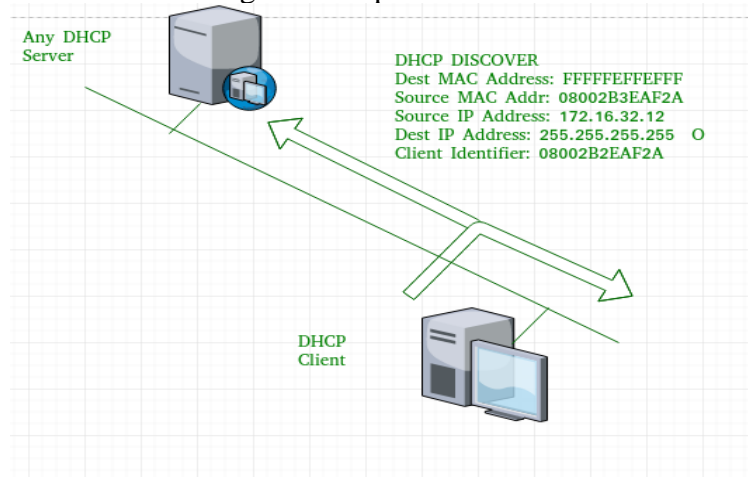 Any DHCP
Server
DHCP DISCOVER
Dest MAC Address: FFFFFEFFEFFF
Source MAC Addr: 08002B3EAF2A
Source IP Address: 172.16.32.12
Dest IP Address: 255.255.255.255 O
Client Identifier: 08002B2EAF2A
DHCP
Client